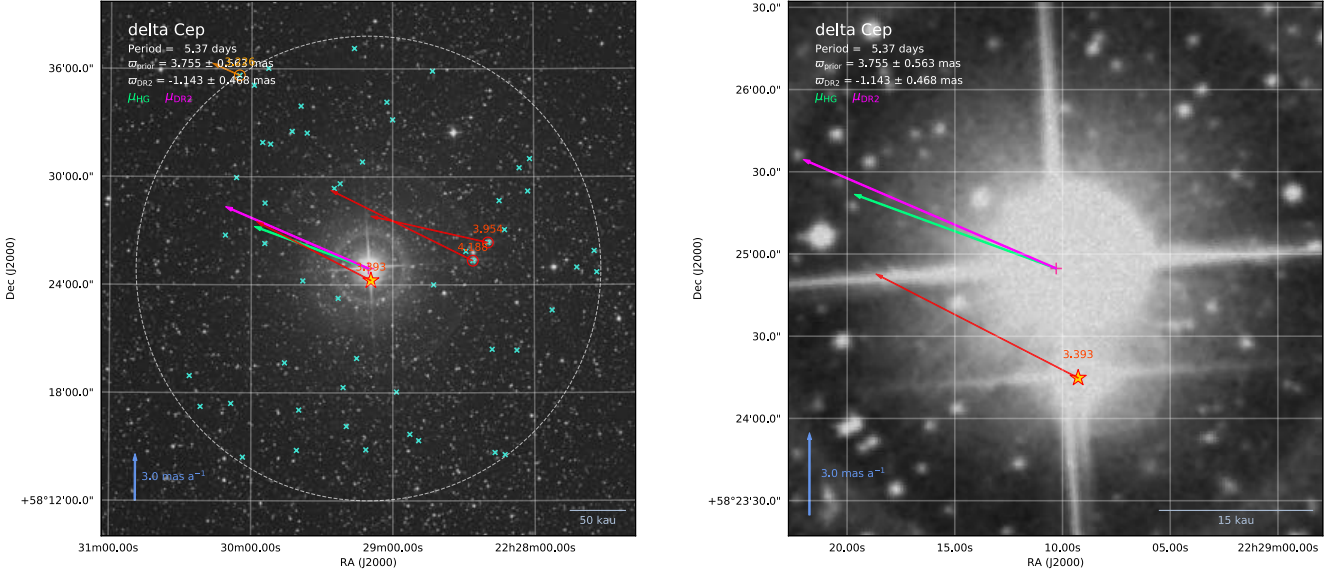 delta Cep
Period = 5.37 days
ϖprior = 3.755 ± 0.563 mas
ϖDR2 = -1.143 ± 0.468 mas
μHG μDR2
36'00.0"
30'00.0"
24'00.0"
18'00.0"
+58°12'00.0"
Dec (J2000)
3.954
4.188
3.393
3.0 mas a⁻¹
50 kau
31m00.00s 30m00.00s 29m00.00s 22h28m00.00s
RA (J2000)
delta Cep
Period = 5.37 days
ϖprior = 3.755 ± 0.563 mas
ϖDR2 = -1.143 ± 0.468 mas
μHG μDR2
30.0"
26'00.0"
30.0"
25'00.0"
30.0"
24'00.0"
+58°23'30.0"
Dec (J2000)
3.393
3.0 mas a⁻¹
15 kau
20.00s 15.00s 10.00s 05.00s 22h29m00.00s
RA (J2000)